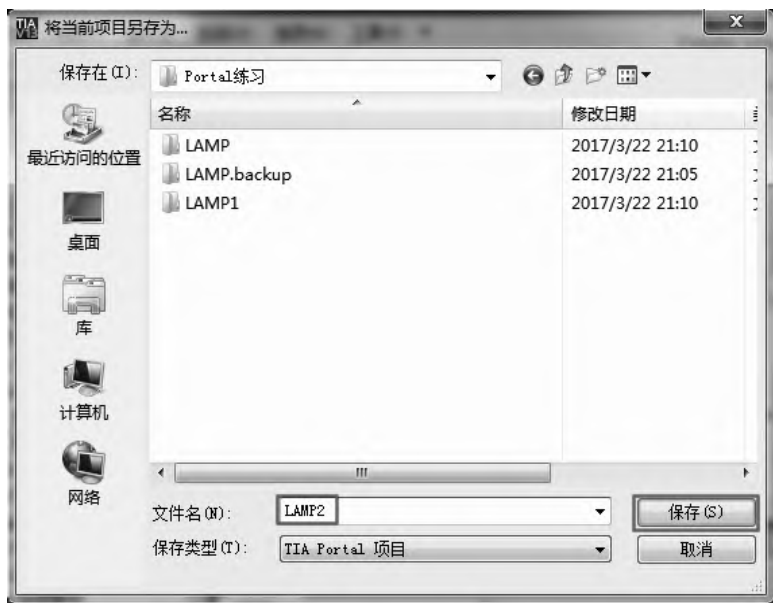 将当前项目另存为...
保存在(I):
Portal练习
名称
修改日期
LAMP
2017/3/22 21:10
LAMP.backup
2017/3/22 21:05
LAMP1
2017/3/22 21:10
最近访问的位置
桌面
库
计算机
网络
文件名(N):
LAMP2
保存(S)
保存类型(T):
TIA Portal 项目
取消